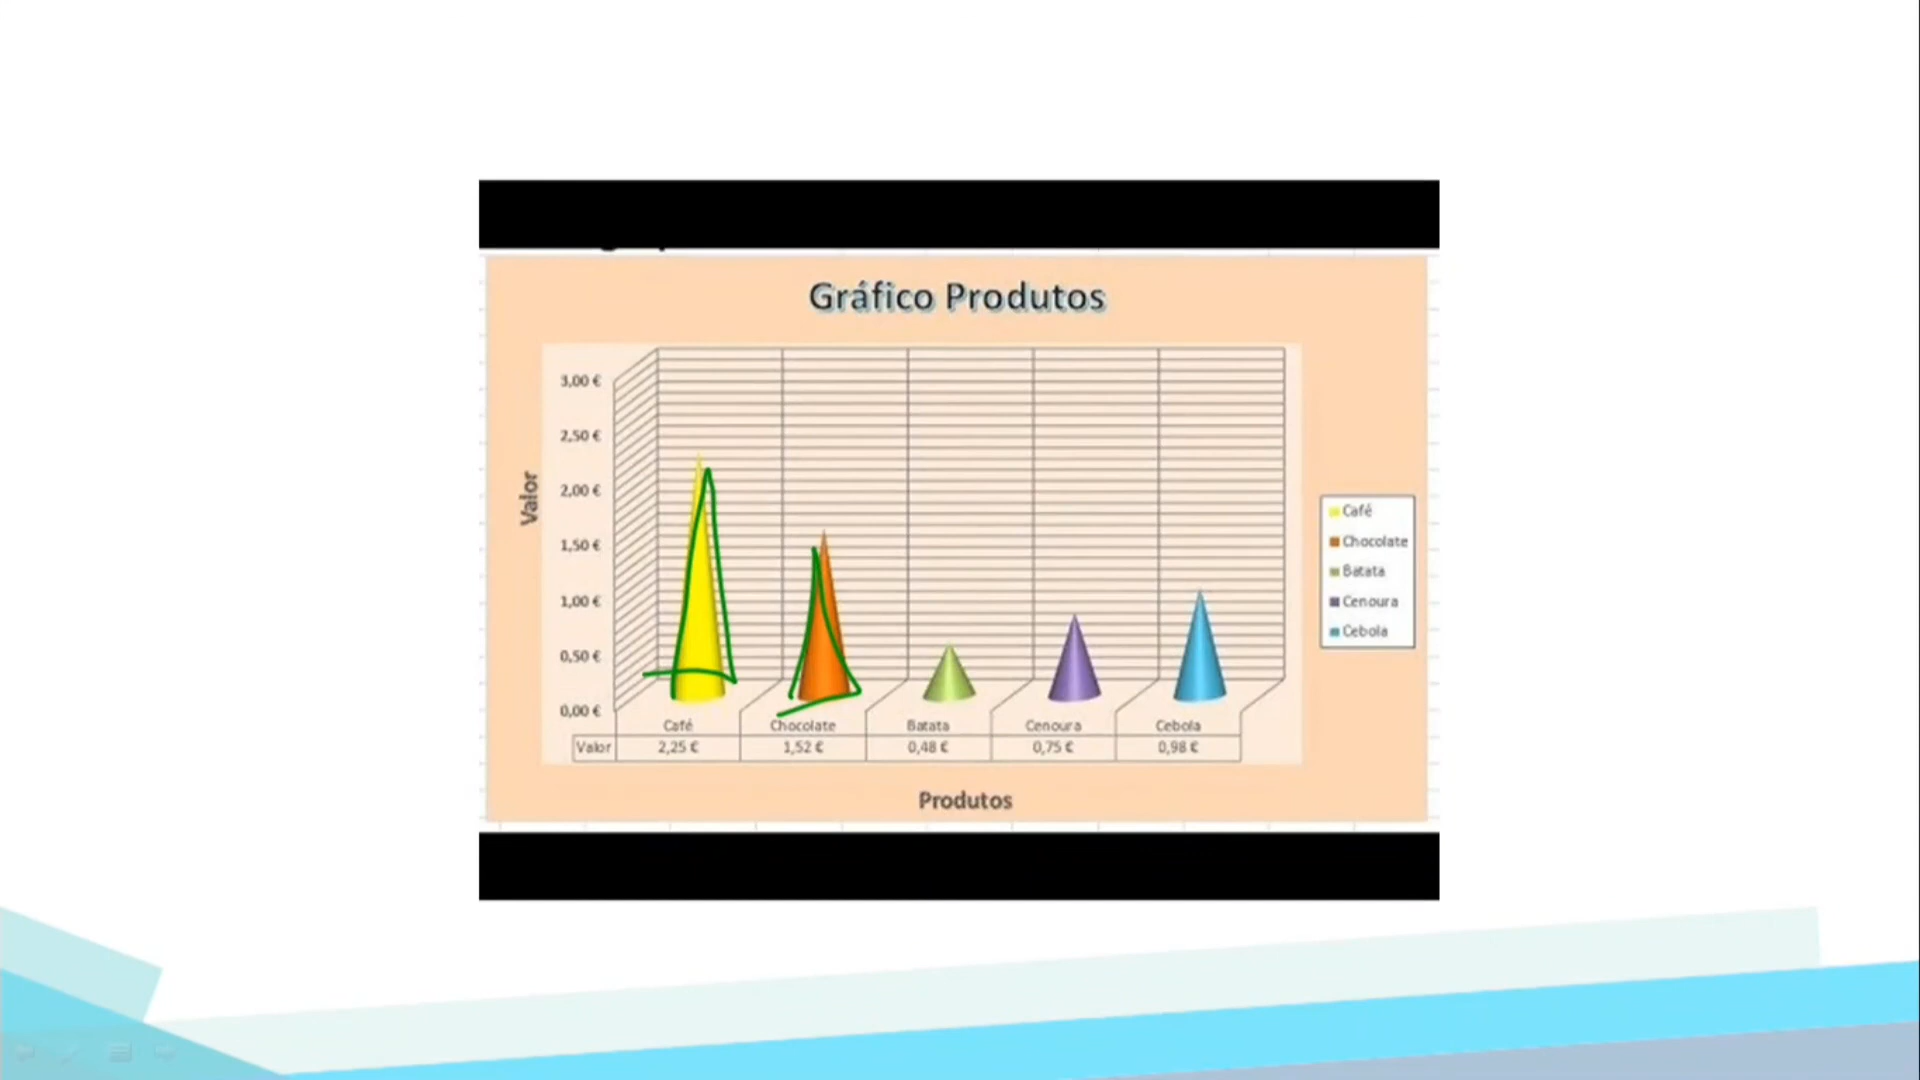 Gráfico Produtos
Valor
3,00 €
2,50 €
2,00 €
1,50 €
1,00 €
0,50 €
0,00 €
Café Chocolate Batata Cenoura Cebola
Valor 2,25 € 1,52 € 0,48 € 0,75 € 0,98 €
Produtos
Café
Chocolate
Batata
Cenoura
Cebola